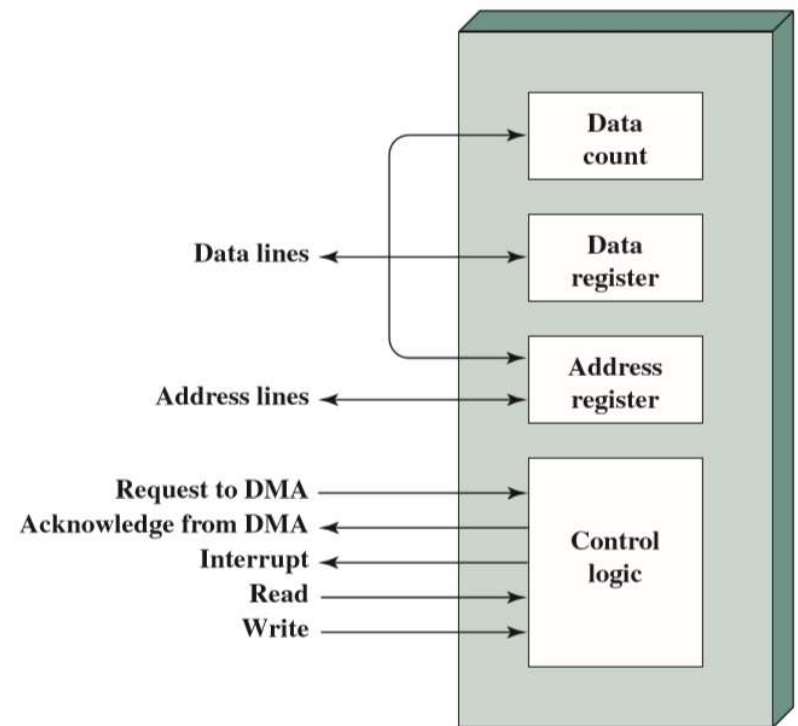 Data
count
Data lines
Data
register
Address lines
Address
register
Request to DMA
Acknowledge from DMA
Interrupt
Read
Write
Control
logic